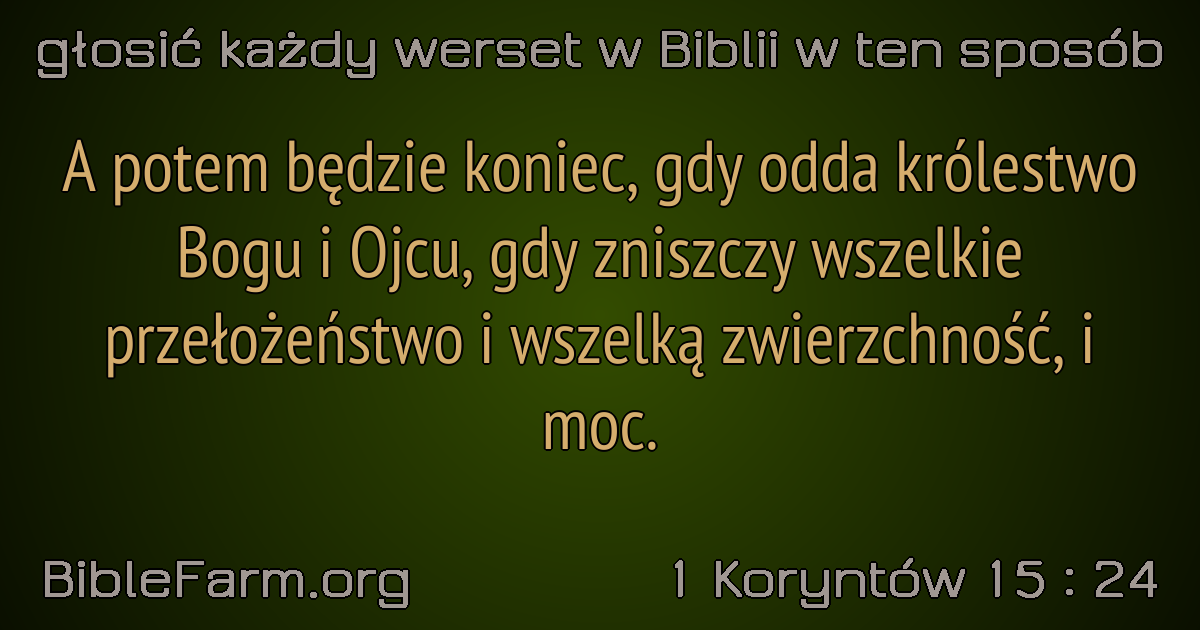 głosić każdy werset w Biblii w ten sposób
A potem będzie koniec, gdy odda królestwo
Bogu i Ojcu, gdy zniszczy wszelkie
przełożeństwo i wszelką zwierzchność, i
moc.
BibleFarm.org
1 Koryntów 15 : 24